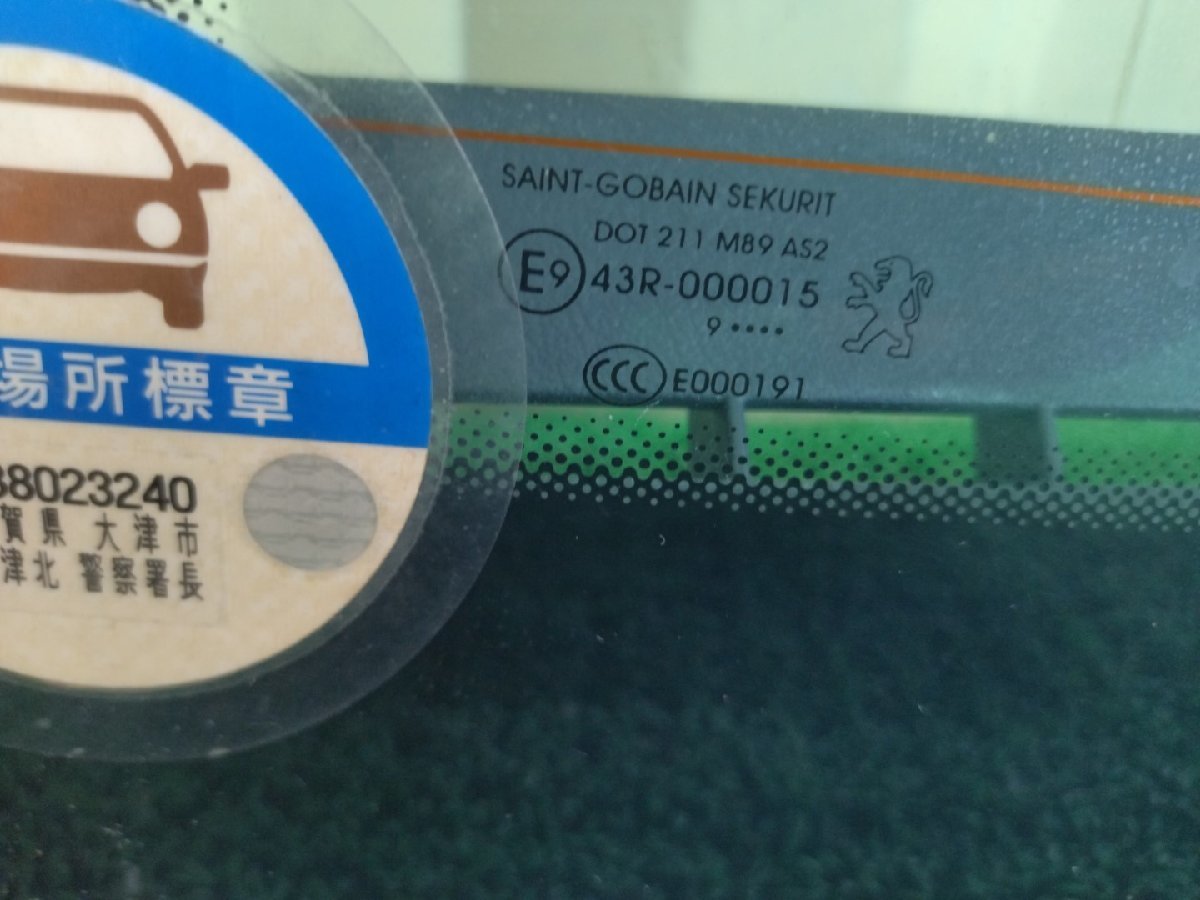 場所標章
38023240
賀県 大津市
津北 警察署長
SAINT-GOBAIN SEKURIT
DOT 211 M89 AS2
E9 43R-000015
9 ••••
CCC E000191